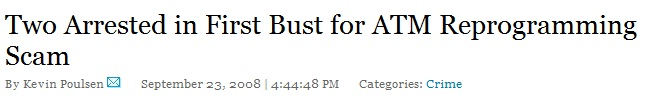 Two Arrested in First Bust for ATM Reprogramming
Scam
By Kevin Poulsen September 23, 2008 | 4:44:48 PM Categories: Crime